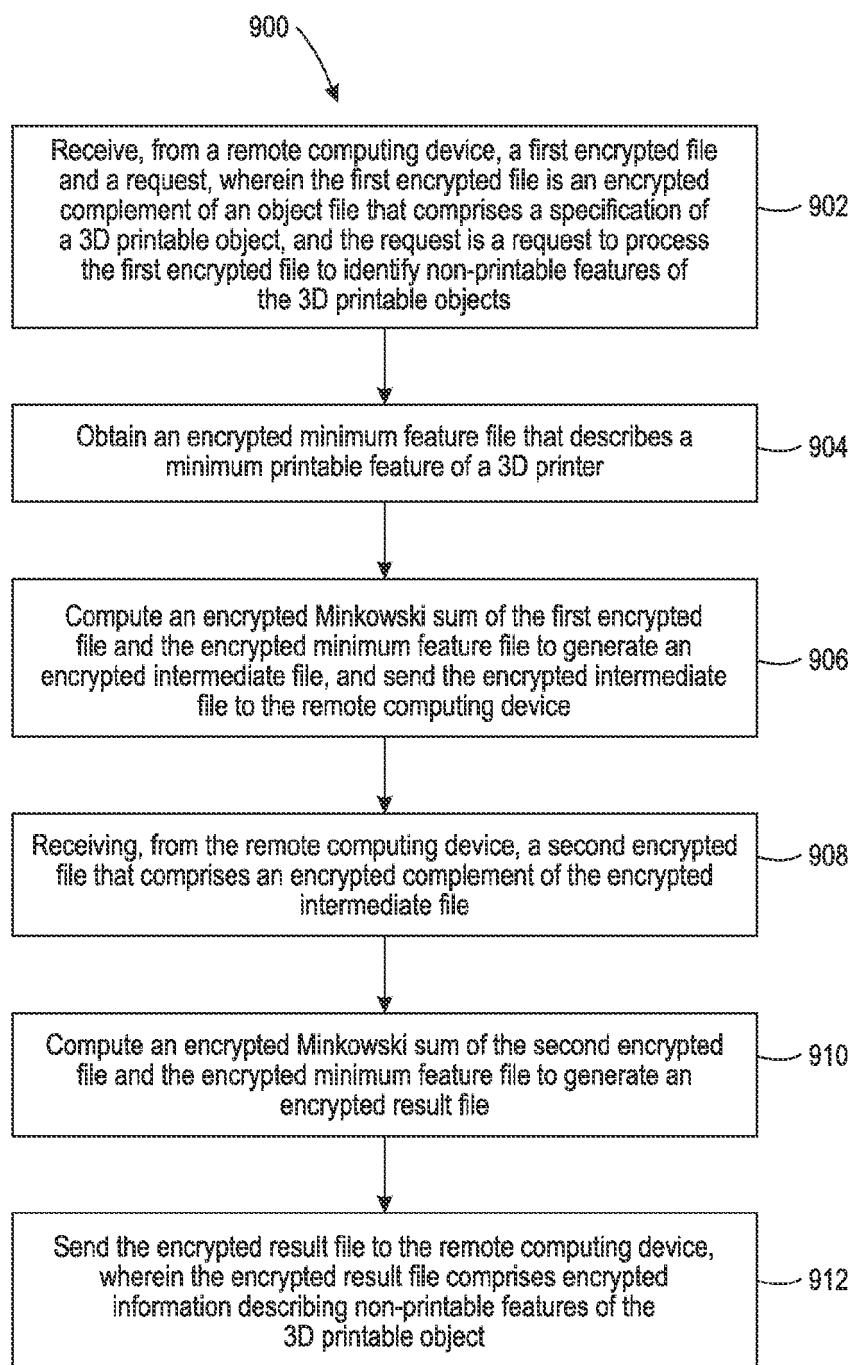 900
Receive, from a remote computing device, a first encrypted file
and a request, wherein the first encrypted file is an encrypted
complement of an object file that comprises a specification of
a 3D printable object, and the request is a request to process
the first encrypted file to identify non-printable features of
the 3D printable objects
902
Obtain an encrypted minimum feature file that describes a
minimum printable feature of a 3D printer
904
Compute an encrypted Minkowski sum of the first encrypted
file and the encrypted minimum feature file to generate an
encrypted intermediate file, and send the encrypted intermediate
file to the remote computing device
906
Receiving, from the remote computing device, a second encrypted
file that comprises an encrypted complement of the encrypted
intermediate file
908
Compute an encrypted Minkowski sum of the second encrypted
file and the encrypted minimum feature file to generate an
encrypted result file
910
Send the encrypted result file to the remote computing device,
wherein the encrypted result file comprises encrypted
information describing non-printable features of the
3D printable object
912